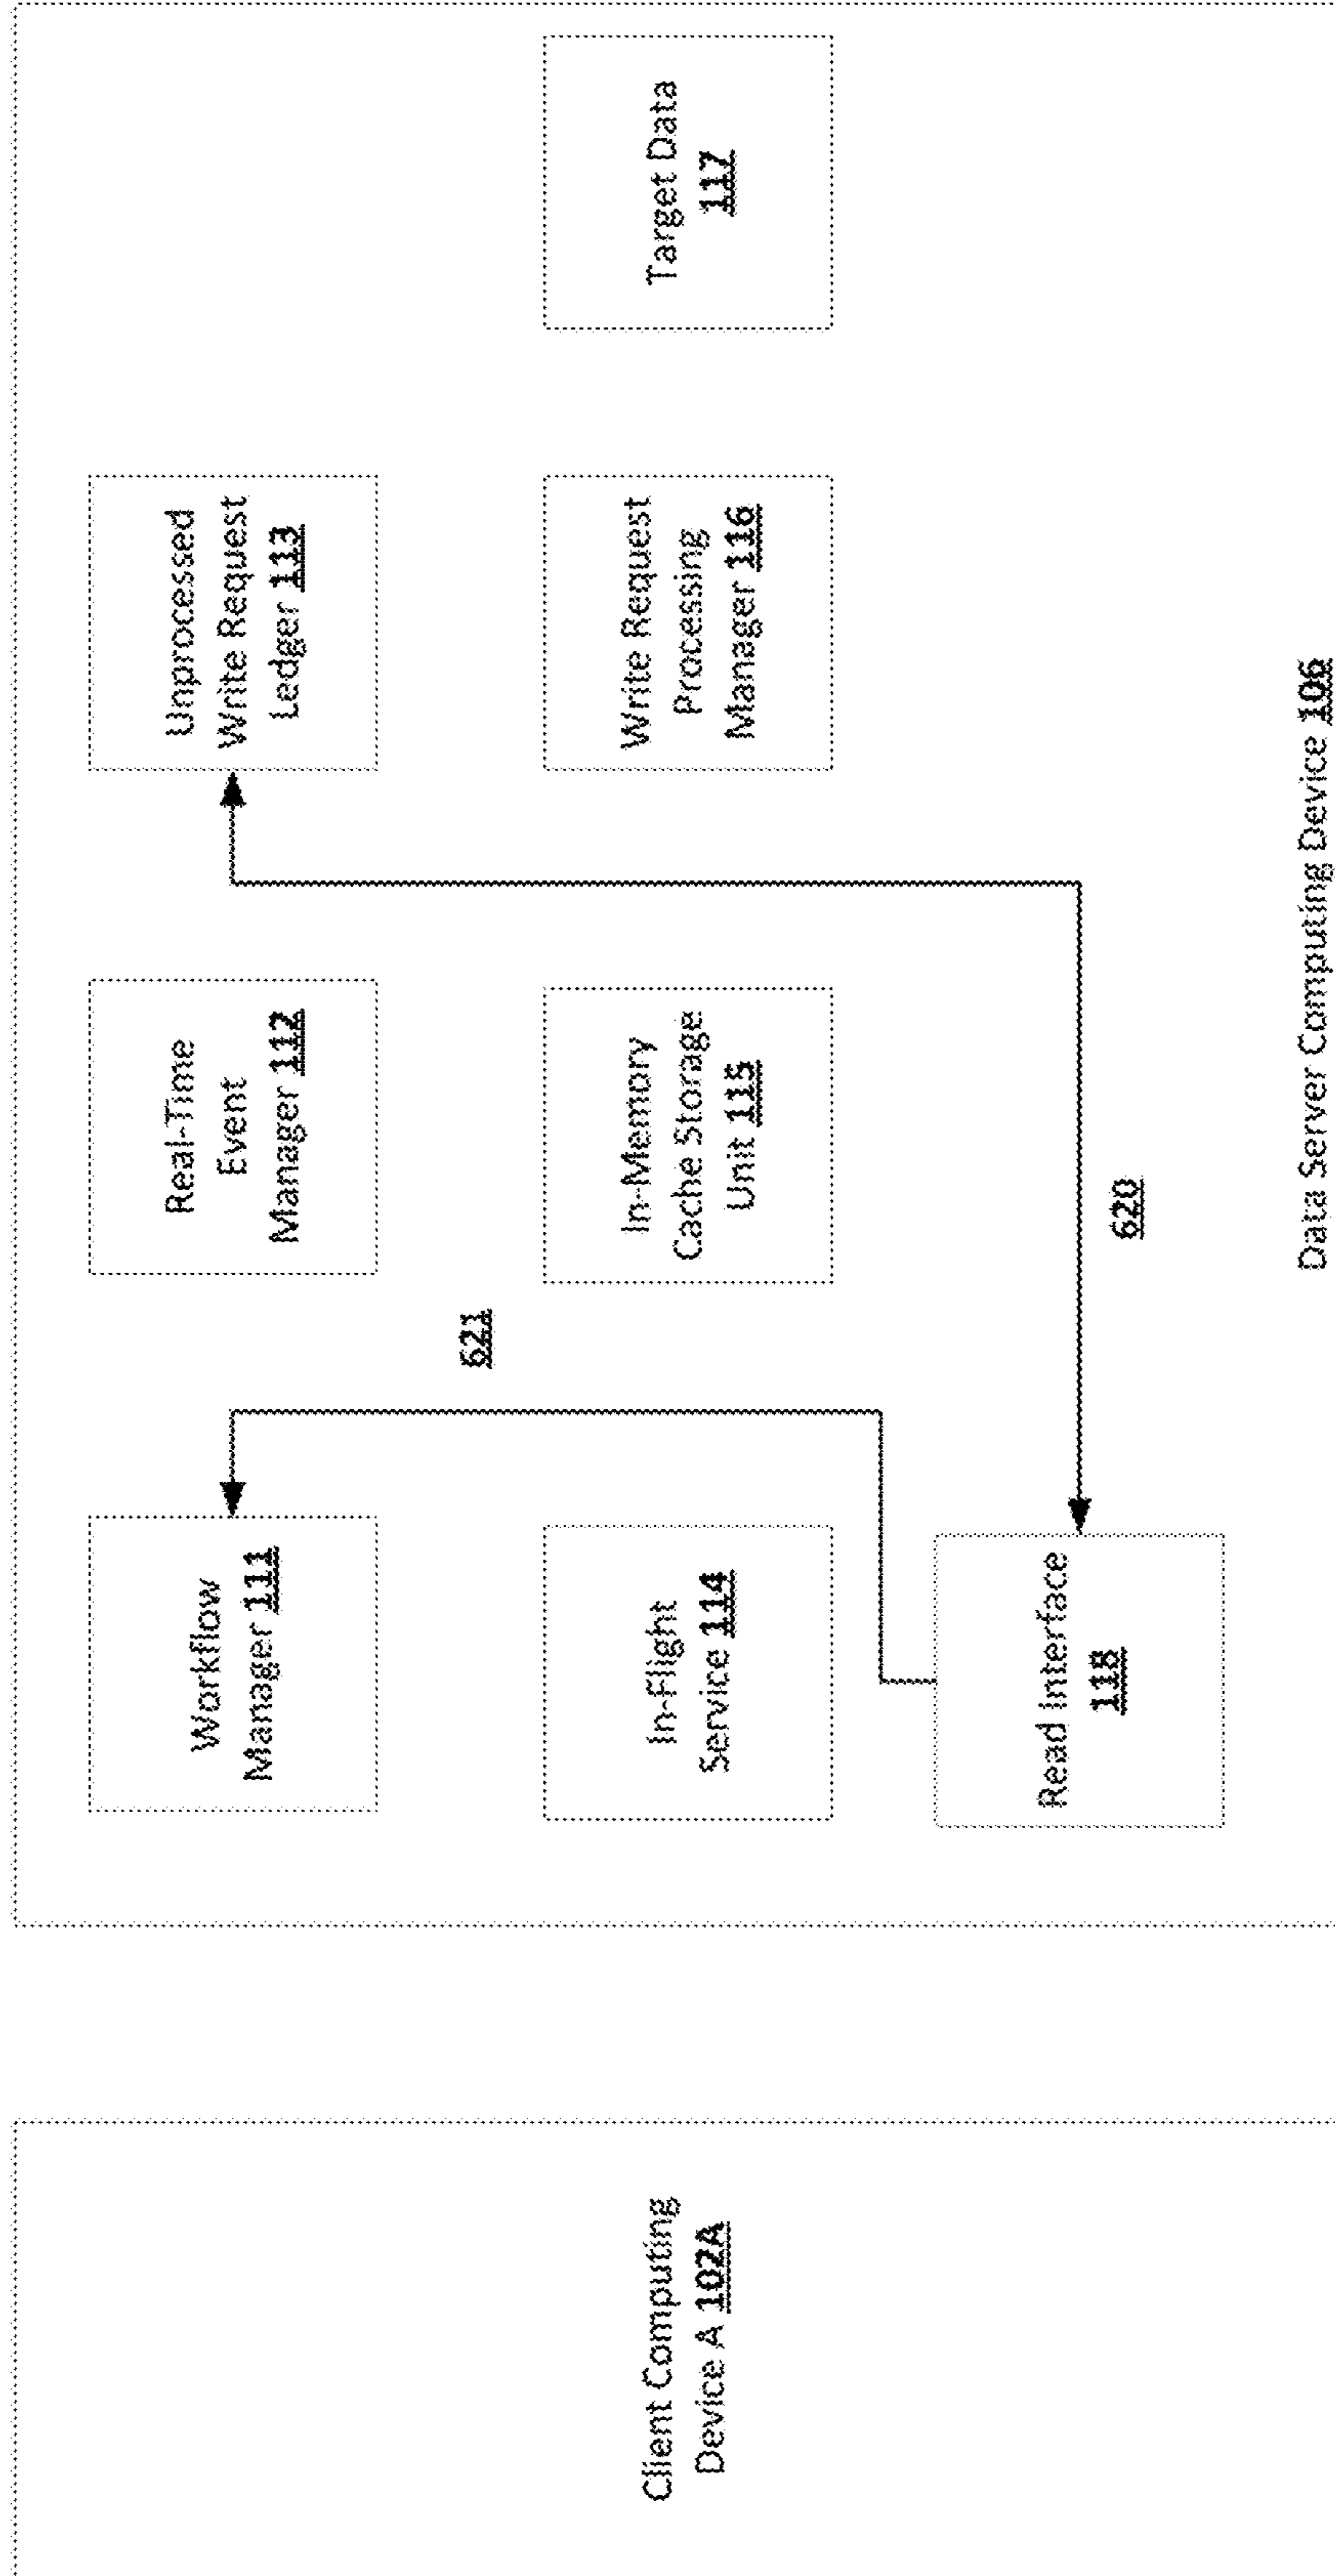 Client Computing
Device A 102A
Workflow
Manager 111
Real-Time
Event
Manager 112
Unprocessed
Write Request
Ledger 113
621
In-Flight
Service 114
In-Memory
Cache Storage
Unit 115
Write Request
Processing
Manager 116
Target Data
117
Read Interface
118
620
Data Server Computing Device 106